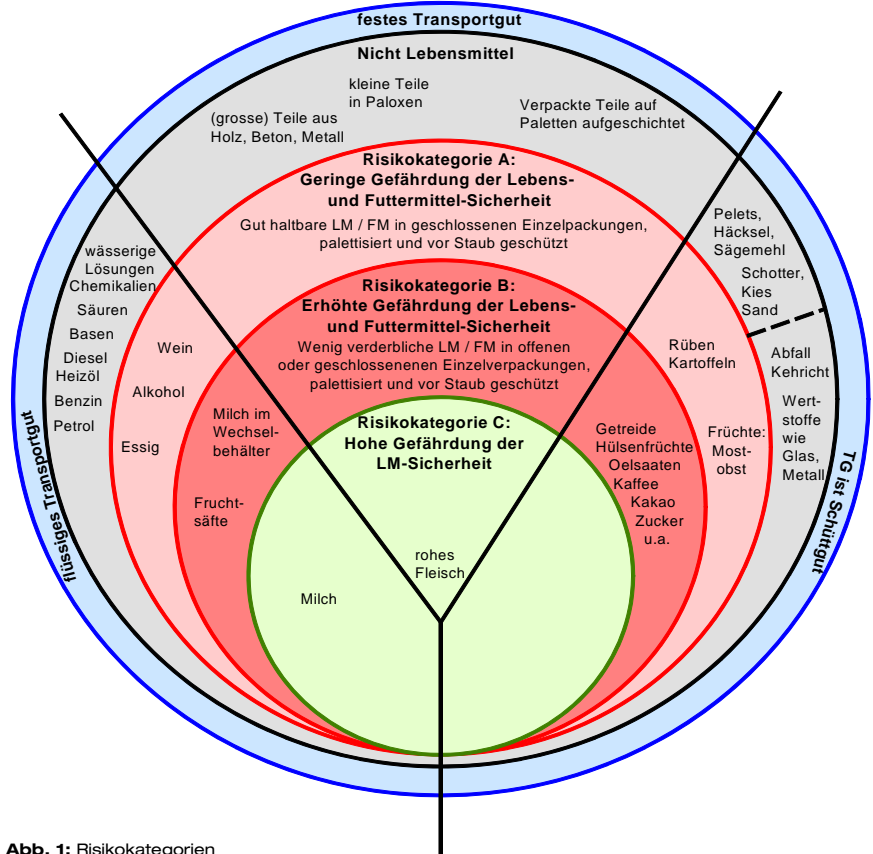 festes Transportgut
Nicht Lebensmittel
kleine Teile
in Paloxen
(grosse) Teile aus
Holz, Beton, Metall
Verpackte Teile auf
Paletten aufgeschichtet
Risikokategorie A:
Geringe Gefährdung der Lebens-
und Futtermittel-Sicherheit
Gut haltbare LM / FM in geschlossenen Einzelpackungen,
palettisiert und vor Staub geschützt
Risikokategorie B:
Erhöhte Gefährdung der Lebens-
und Futtermittel-Sicherheit
Wenig verderbliche LM / FM in offenen
oder geschlossenenen Einzelverpackungen,
palettisiert und vor Staub geschützt
Risikokategorie C:
Hohe Gefährdung der
LM-Sicherheit
rohes
Fleisch
flüssiges Transportgut
wässerige
Lösungen
Chemikalien
Säuren
Basen
Diesel
Heizöl
Benzin
Petrol
Wein
Alkohol
Essig
Milch im
Wechsel-
behälter
Frucht-
säfte
Milch
TG ist Schüttgut
Pelets,
Häcksel,
Sägemehl
Schotter,
Kies
Sand
Abfall
Kehricht
Wert-
stoffe
wie
Glas,
Metall
Rüben
Kartoffeln
Früchte:
Most-
obst
Getreide
Hülsenfrüchte
Oelsaaten
Kaffee
Kakao
Zucker
u.a.
Abb. 1: Risikokategorien